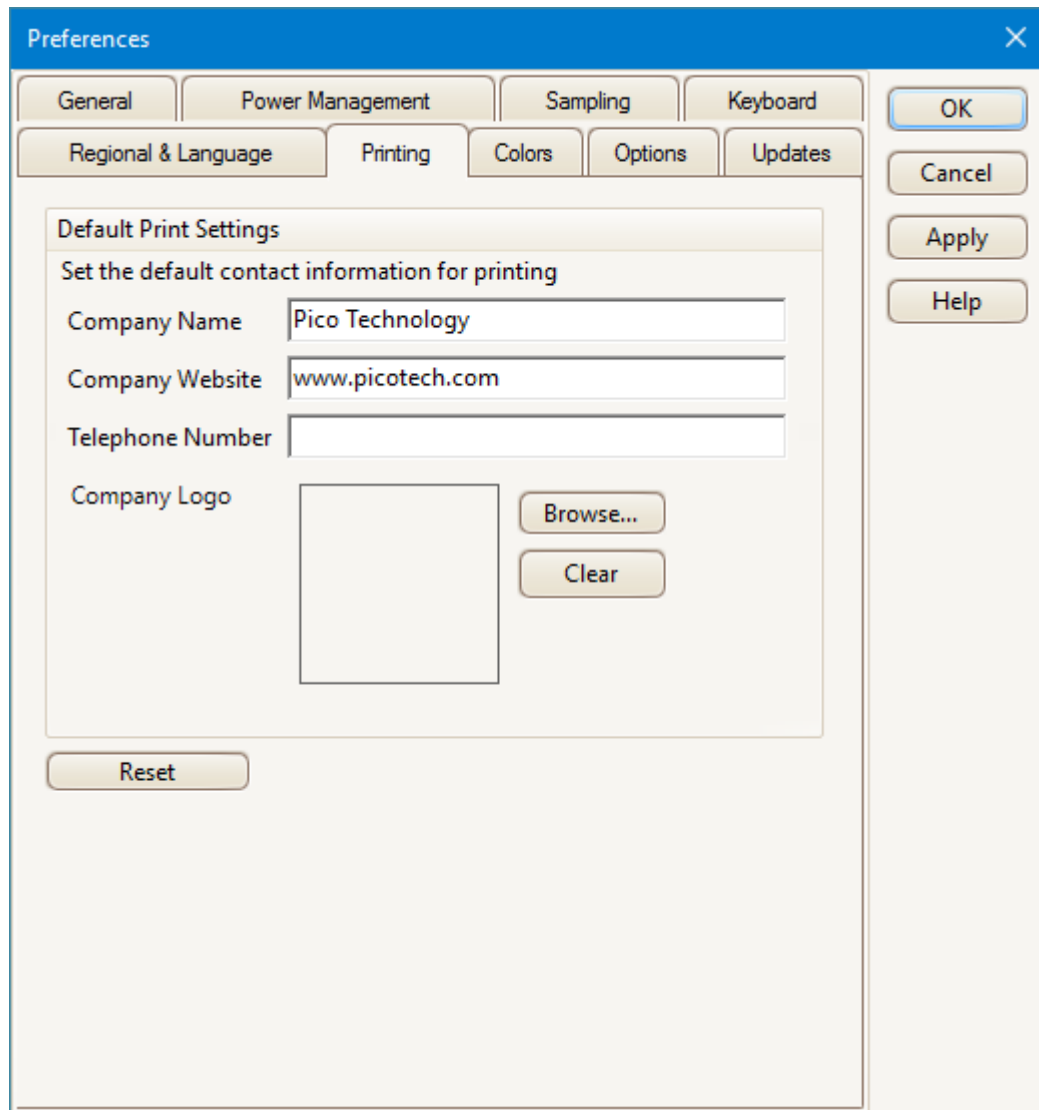 Preferences
General Power Management Sampling Keyboard
OK
Regional & Language Printing Colors Options Updates
Cancel
Default Print Settings
Apply
Set the default contact information for printing
Help
Company Name Pico Technology
Company Website www.picotech.com
Telephone Number
Company Logo
Browse...
Clear
Reset